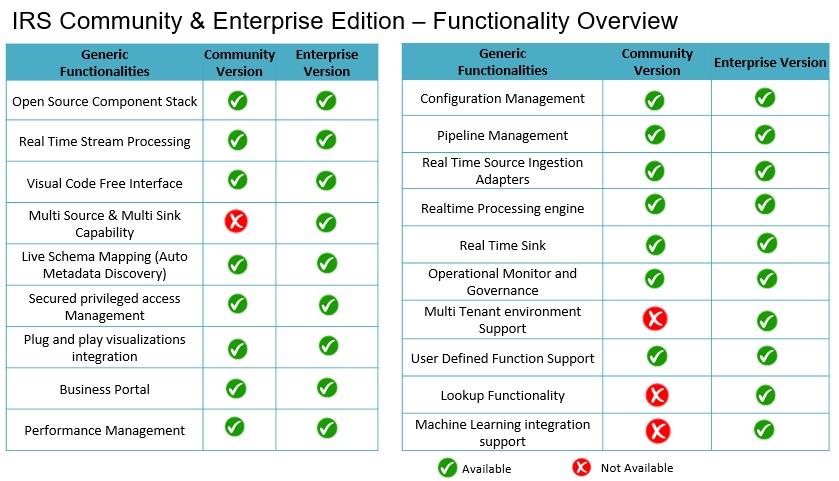 IRS Community & Enterprise Edition – Functionality Overview
Generic
Functionalities
Community
Version
Enterprise
Version
Open Source Component Stack
Real Time Stream Processing
Visual Code Free Interface
Multi Source & Multi Sink
Capability
Live Schema Mapping (Auto
Metadata Discovery)
Secured privileged access
Management
Plug and play visualizations
integration
Business Portal
Performance Management
Generic
Functionalities
Community
Version
Enterprise Version
Configuration Management
Pipeline Management
Real Time Source Ingestion
Adapters
Realtime Processing engine
Real Time Sink
Operational Monitor and
Governance
Multi Tenant environment
Support
User Defined Function Support
Lookup Functionality
Machine Learning integration
support
Available
Not Available